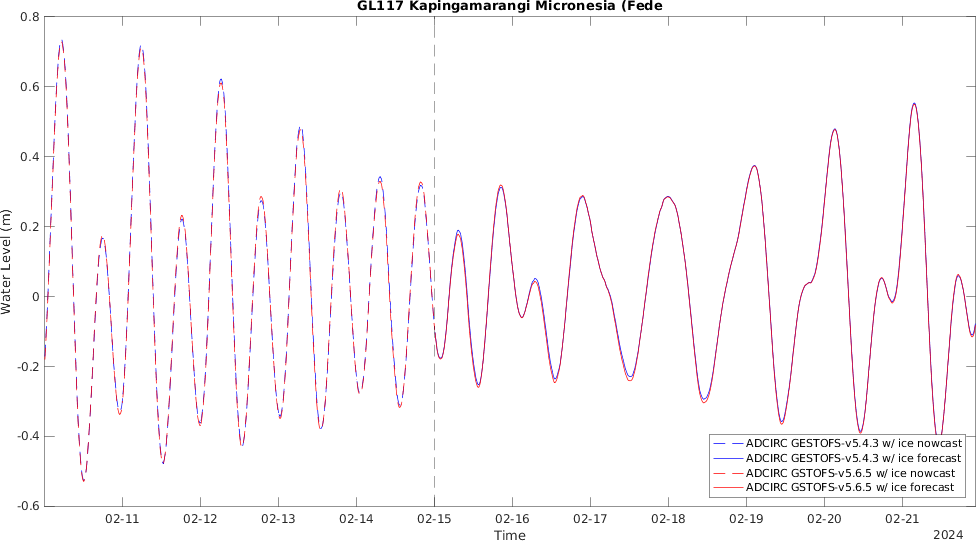 GL117 Kapingamarangi Micronesia (Fede
0.8
0.6
0.4
0.2
0
-0.2
-0.4
-0.6
Water Level (m)
ADCIRC GESTOFS-v5.4.3 w/ ice nowcast
ADCIRC GESTOFS-v5.4.3 w/ ice forecast
ADCIRC GSTOFS-v5.6.5 w/ ice nowcast
ADCIRC GSTOFS-v5.6.5 w/ ice forecast
02-11 02-12 02-13 02-14 02-15 02-16 02-17 02-18 02-19 02-20 02-21
Time
2024